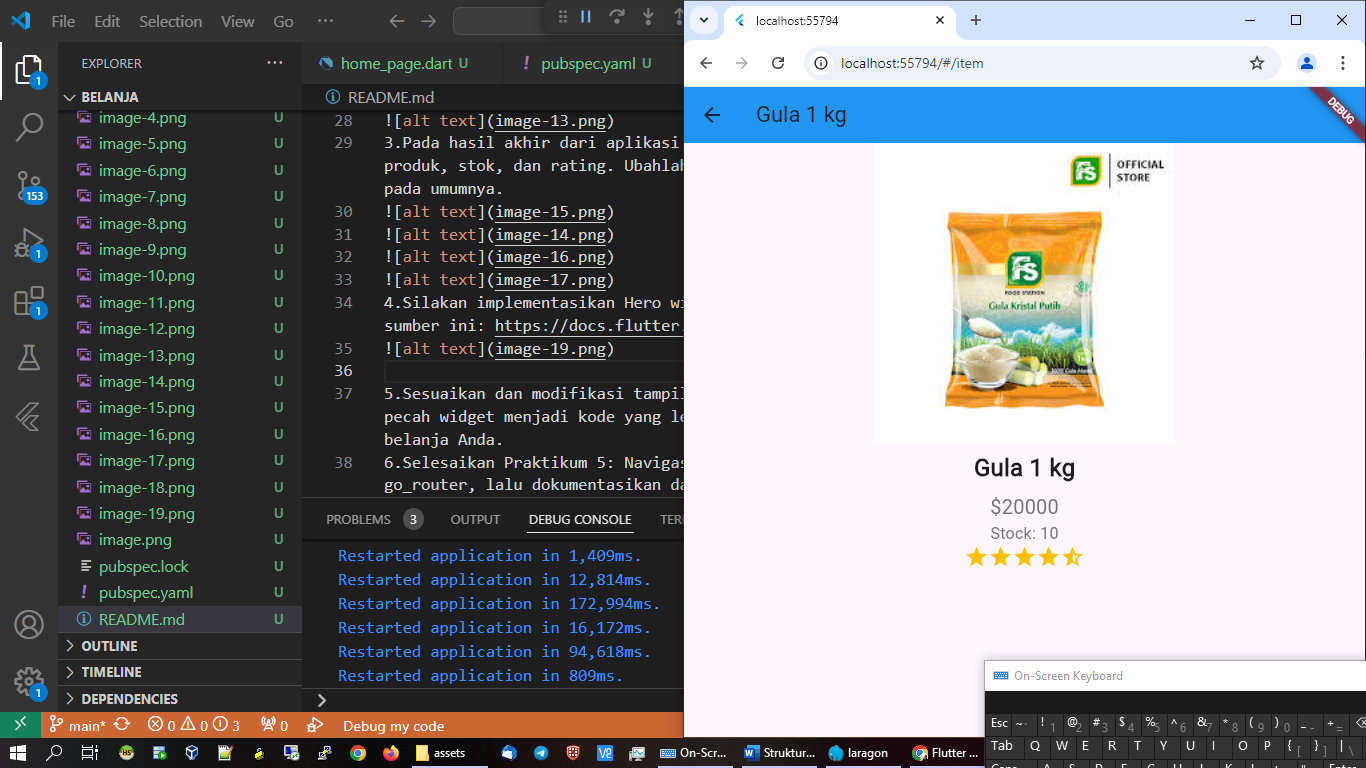 File Edit Selection View Go ···
EXPLORER ···
BELANJA
image-4.png U
image-5.png U
image-6.png U
image-7.png U
image-8.png U
image-9.png U
image-10.png U
image-11.png U
image-12.png U
image-13.png U
image-14.png U
image-15.png U
image-16.png U
image-17.png U
image-18.png U
image-19.png U
image.png U
pubspec.lock U
pubspec.yaml U
README.md U
OUTLINE
TIMELINE
DEPENDENCIES
1
153
1
1
1
home_page.dart U
pubspec.yaml U
README.md
28 ![alt text](image-13.png)
29 3.Pada hasil akhir dari aplikasi
produk, stok, dan rating. Ubahlah
pada umumnya.
30 ![alt text](image-15.png)
31 ![alt text](image-14.png)
32 ![alt text](image-16.png)
33 ![alt text](image-17.png)
34 4.Silakan implementasikan Hero wi
sumber ini: https://docs.flutter.
35 ![alt text](image-19.png)
36
37 5.Sesuaikan dan modifikasi tampil
pecah widget menjadi kode yang le
belanja Anda.
38 6.Selesaikan Praktikum 5: Navigas
go_router, lalu dokumentasikan da
PROBLEMS 3 OUTPUT DEBUG CONSOLE TER
Restarted application in 1,409ms.
Restarted application in 12,814ms.
Restarted application in 172,994ms.
Restarted application in 16,172ms.
Restarted application in 94,618ms.
Restarted application in 809ms.
main* 0 0 3 0 Debug my code
localhost:55794
localhost:55794/#/item
Gula 1 kg
DEBUG
FS OFFICIAL
STORE
FS
FOOD STATION
Gula Kristal Putih
Gula 1 kg
$20000
Stock: 10
On-Screen Keyboard
Esc ~ ` ! 1 @ 2 # 3 $ 4 % 5 ^ 6 & 7 * 8 ( 9 ) 0 _ - + =
Tab Q W E R T Y U I O P { [ } ] | \
assets
On-Scr...
Struktur...
laragon
Flutter ...